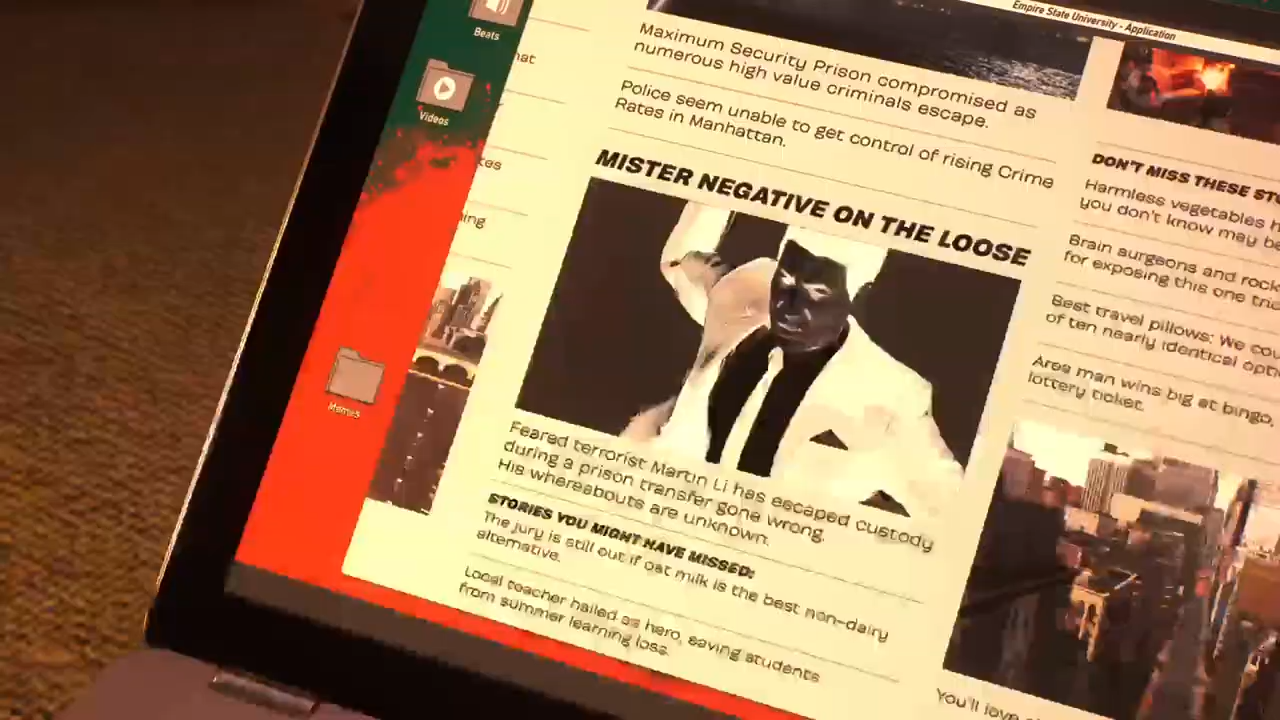 Empire State University - Application
Beats
Videos
Memes
Maximum Security Prison compromised as
numerous high value criminals escape.
Police seem unable to get control of rising Crime
Rates in Manhattan.
MISTER NEGATIVE ON THE LOOSE
Feared terrorist Martin Li has escaped custody
during a prison transfer gone wrong.
His whereabouts are unknown.
STORIES YOU MIGHT HAVE MISSED:
The jury is still out if oat milk is the best non-dairy
alternative.
Local teacher hailed as hero, saving students
from summer learning loss.
DON'T MISS THESE
Harmless vegetables
you don't know may
Brain surgeons and
for exposing this one
Best travel pillows: We
of ten nearly identical
Area man wins big at bingo,
lottery ticket.
You'll love